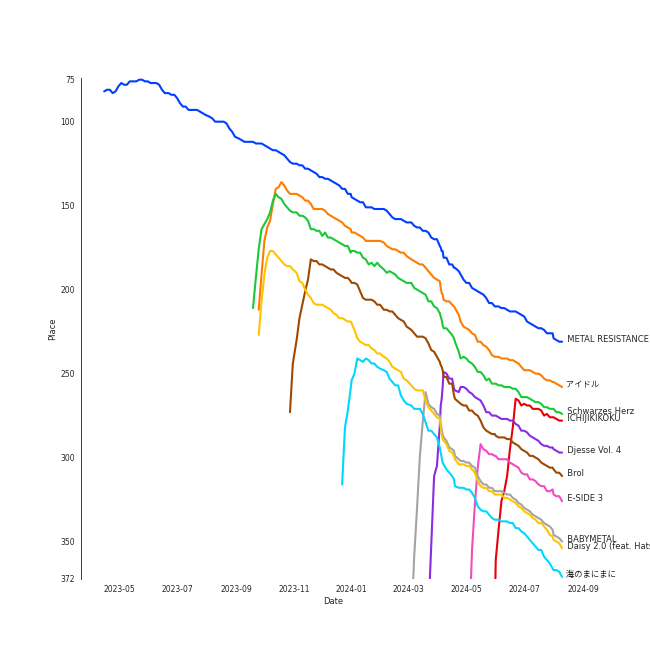 75
100
150
200
250
300
350
372
Place
METAL RESISTANCE
アイドル
Schwarzes Herz
ICHIJIKIKOKU
Djesse Vol. 4
Brol
E-SIDE 3
BABYMETAL
Daisy 2.0 (feat. Hats
海のまにまに
2023-05
2023-07
2023-09
2023-11
2024-01
2024-03
2024-05
2024-07
2024-09
Date